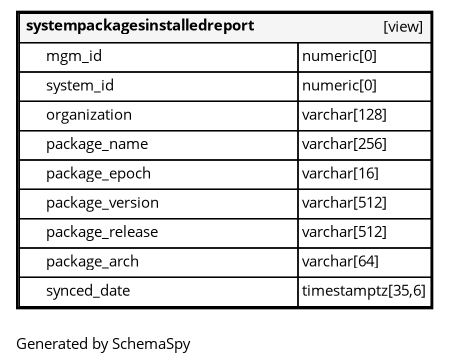 systempackagesinstalledreport [view]
mgm_id numeric[0]
system_id numeric[0]
organization varchar[128]
package_name varchar[256]
package_epoch varchar[16]
package_version varchar[512]
package_release varchar[512]
package_arch varchar[64]
synced_date timestamptz[35,6]
Generated by SchemaSpy